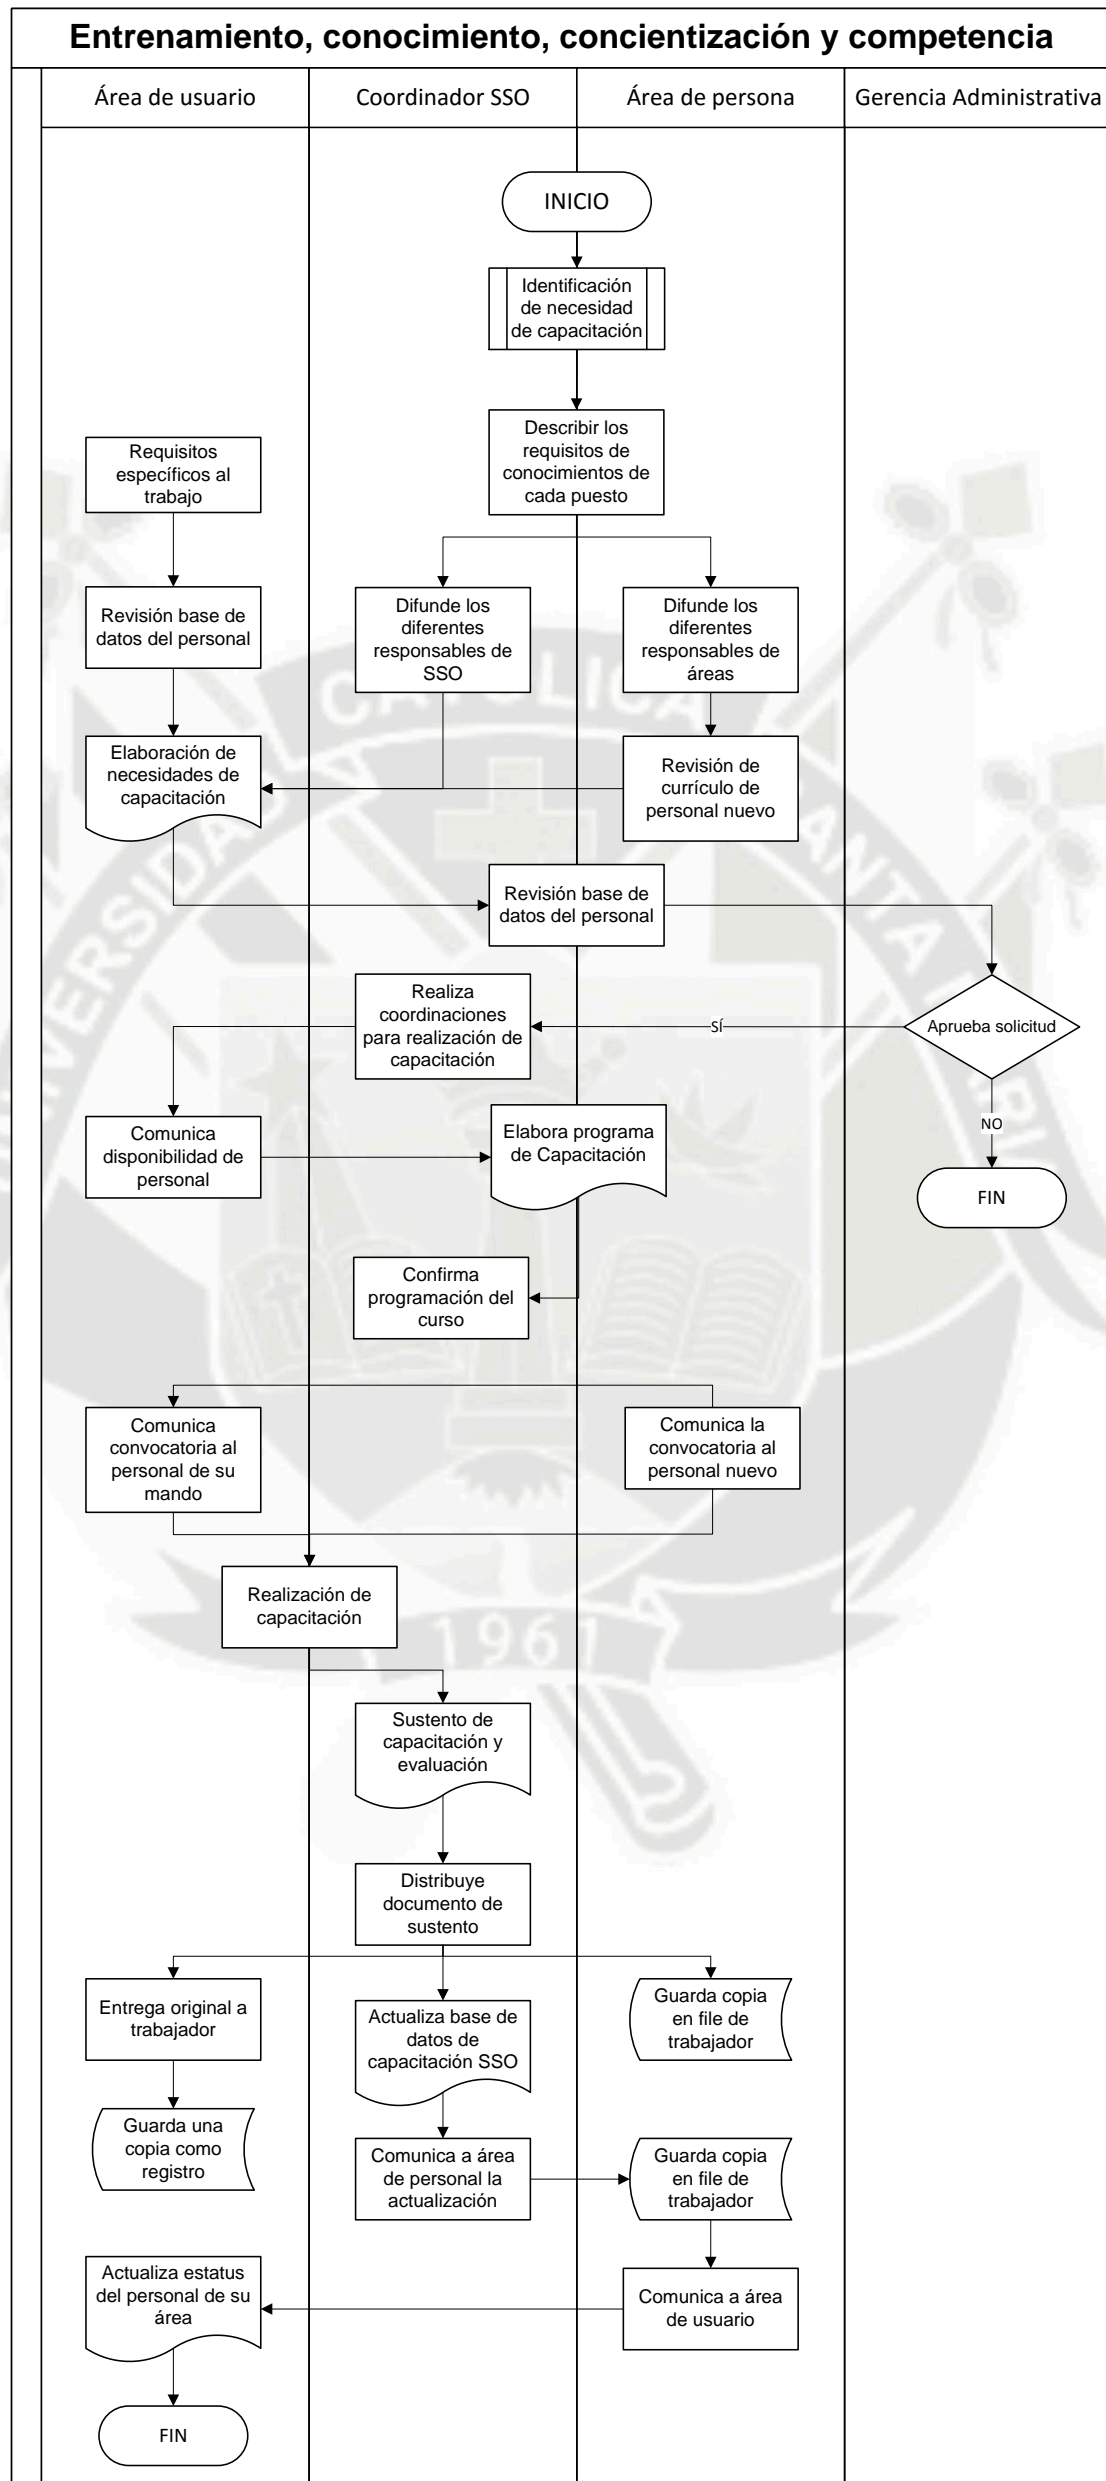 Entrenamiento, conocimiento, concientización y competencia
Área de usuario
Coordinador SSO
Área de persona
Gerencia Administrativa
INICIO
Identificación
de necesidad
de capacitación
Describir los
requisitos de
conocimientos de
cada puesto
Requisitos
específicos al
trabajo
Revisión base de
datos del personal
Difunde los
diferentes
responsables de
SSO
Difunde los
diferentes
responsables de
áreas
Elaboración de
necesidades de
capacitación
Revisión de
currículo de
personal nuevo
Revisión base de
datos del personal
Realiza
coordinaciones
para realización de
capacitación
SÍ
Aprueba solicitud
NO
FIN
Comunica
disponibilidad de
personal
Elabora programa
de Capacitación
Confirma
programación del
curso
Comunica
convocatoria al
personal de su
mando
Comunica la
convocatoria al
personal nuevo
Realización de
capacitación
Sustento de
capacitación y
evaluación
Distribuye
documento de
sustento
Entrega original a
trabajador
Actualiza base de
datos de
capacitación SSO
Guarda copia
en file de
trabajador
Guarda una
copia como
registro
Comunica a área
de personal la
actualización
Guarda copia
en file de
trabajador
Actualiza estatus
del personal de su
área
Comunica a área
de usuario
FIN
1961